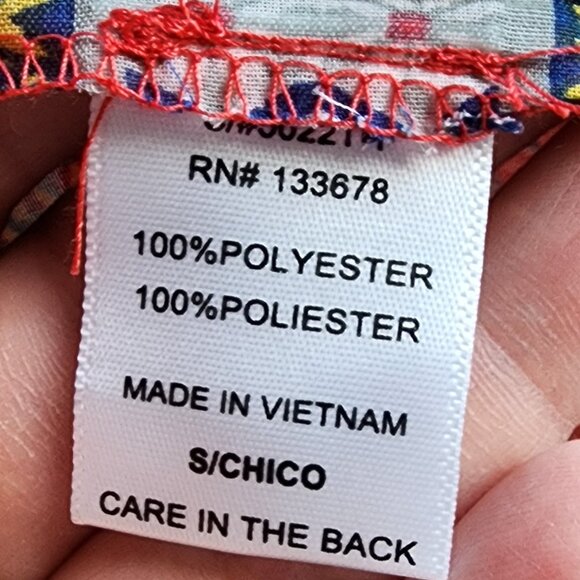 RN# 133678
100%POLYESTER
100%POLIESTER
MADE IN VIETNAM
S/CHICO
CARE IN THE BACK